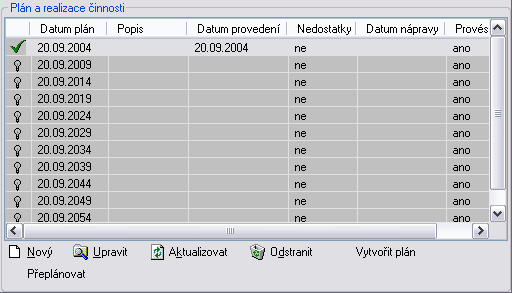 Plán a realizace činnosti
Datum plán Popis Datum provedení Nedostatky Datum nápravy Provés
20.09.2004 20.09.2004 ne ano
20.09.2009 ne ano
20.09.2014 ne ano
20.09.2019 ne ano
20.09.2024 ne ano
20.09.2029 ne ano
20.09.2034 ne ano
20.09.2039 ne ano
20.09.2044 ne ano
20.09.2049 ne ano
20.09.2054 ne ano
Nový Upravit Aktualizovat Odstranit Vytvořit plán
Přeplánovat